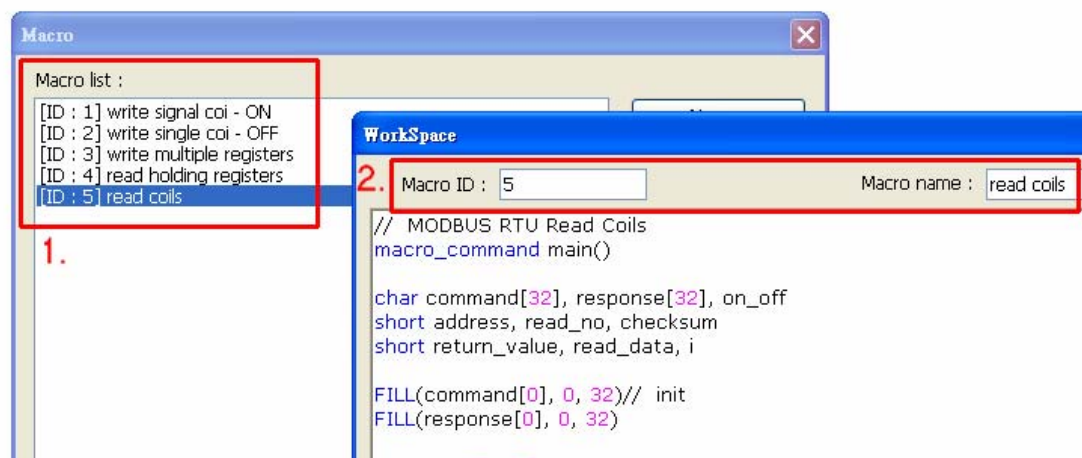 Macro
Macro list :
[ID : 1] write signal coi - ON
[ID : 2] write single coi - OFF
[ID : 3] write multiple registers
[ID : 4] read holding registers
[ID : 5] read coils
1.
WorkSpace
2.
Macro ID : 5
Macro name : read coils
// MODBUS RTU Read Coils
macro_command main()
char command[32], response[32], on_off
short address, read_no, checksum
short return_value, read_data, i
FILL(command[0], 0, 32)// init
FILL(response[0], 0, 32)